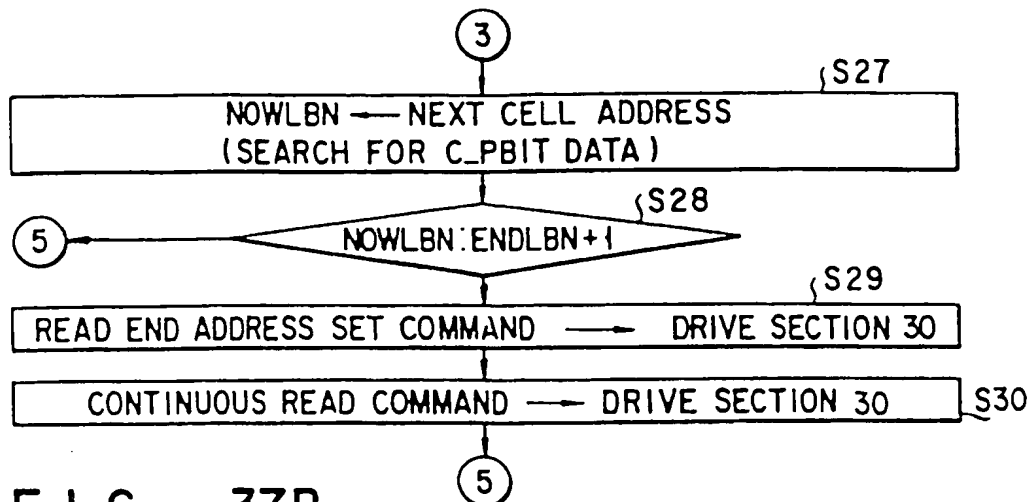 3
S27
NOWLBN ← NEXT CELL ADDRESS
(SEARCH FOR C_PBIT DATA)
S28
5
NOWLBN:ENDLBN+1
S29
READ END ADDRESS SET COMMAND → DRIVE SECTION 30
CONTINUOUS READ COMMAND → DRIVE SECTION 30
S30
5